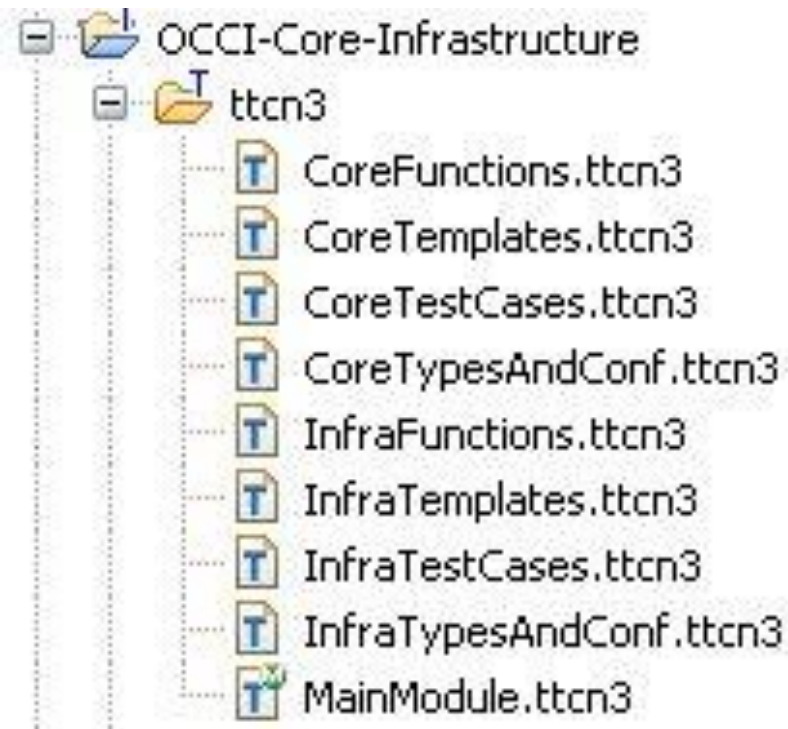 OCCI-Core-Infrastructure
ttcn3
CoreFunctions.ttcn3
CoreTemplates.ttcn3
CoreTestCases.ttcn3
CoreTypesAndConf.ttcn3
InfraFunctions.ttcn3
InfraTemplates.ttcn3
InfraTestCases.ttcn3
InfraTypesAndConf.ttcn3
MainModule.ttcn3